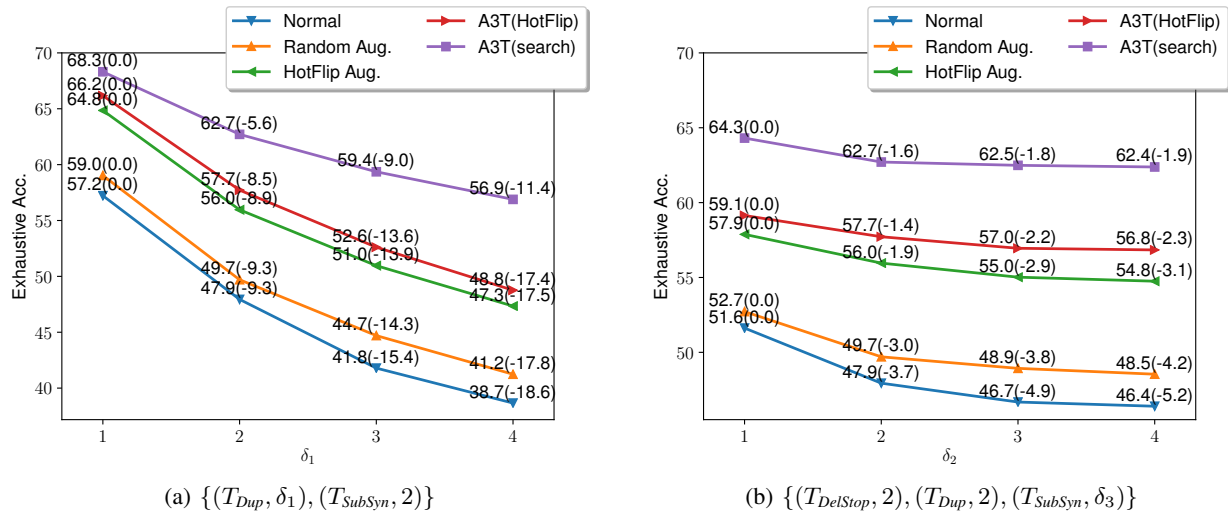 Normal
Random Aug.
HotFlip Aug.
A3T(HotFlip)
A3T(search)
Exhaustive Acc.
70
65
60
55
50
45
40
68.3(0.0)
66.2(0.0)
64.8(0.0)
59.0(0.0)
57.2(0.0)
62.7(-5.6)
57.7(-8.5)
56.0(-8.9)
49.7(-9.3)
47.9(-9.3)
59.4(-9.0)
52.6(-13.6)
51.0(-13.9)
44.7(-14.3)
41.8(-15.4)
56.9(-11.4)
48.8(-17.4)
47.3(-17.5)
41.2(-17.8)
38.7(-18.6)
1 2 3 4
δ1
(a) {(T_Dup, δ1), (T_SubSyn, 2)}
Normal
Random Aug.
HotFlip Aug.
A3T(HotFlip)
A3T(search)
Exhaustive Acc.
70
65
60
55
50
64.3(0.0)
59.1(0.0)
57.9(0.0)
52.7(0.0)
51.6(0.0)
62.7(-1.6)
57.7(-1.4)
56.0(-1.9)
49.7(-3.0)
47.9(-3.7)
62.5(-1.8)
57.0(-2.2)
55.0(-2.9)
48.9(-3.8)
46.7(-4.9)
62.4(-1.9)
56.8(-2.3)
54.8(-3.1)
48.5(-4.2)
46.4(-5.2)
1 2 3 4
δ2
(b) {(T_DelStop, 2), (T_Dup, 2), (T_SubSyn, δ3)}